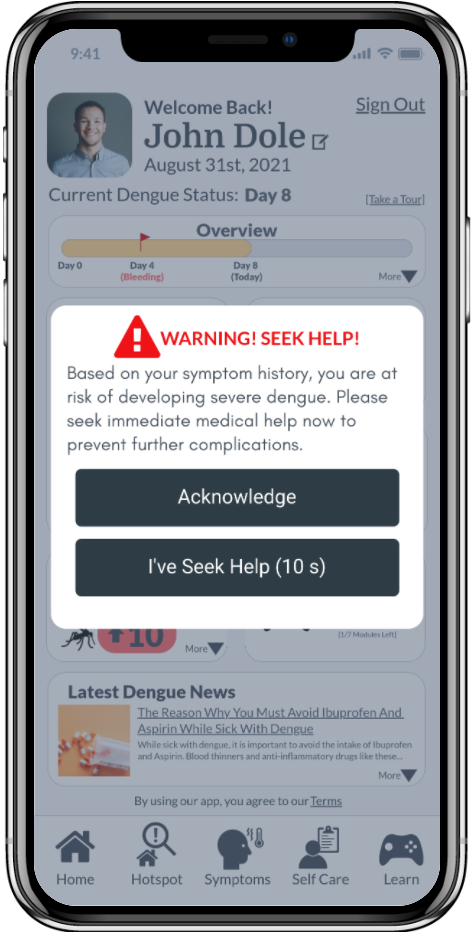 9:41
Welcome Back!
Sign Out
John Dole
August 31st, 2021
Current Dengue Status: Day 8
[Take a Tour]
Overview
Day 0
Day 4
(Bleeding)
Day 8
(Today)
More
WARNING! SEEK HELP!
Based on your symptom history, you are at
risk of developing severe dengue. Please
seek immediate medical help now to
prevent further complications.
Acknowledge
I've Seek Help (10 s)
10
More
[1/7 Modules Left]
Latest Dengue News
The Reason Why You Must Avoid Ibuprofen And
Aspirin While Sick With Dengue
While sick with dengue, it is important to avoid the intake of Ibuprofen
and Aspirin. Blood thinners and anti-inflammatory drugs like these...
More
By using our app, you agree to our Terms
Home
Hotspot
Symptoms
Self Care
Learn